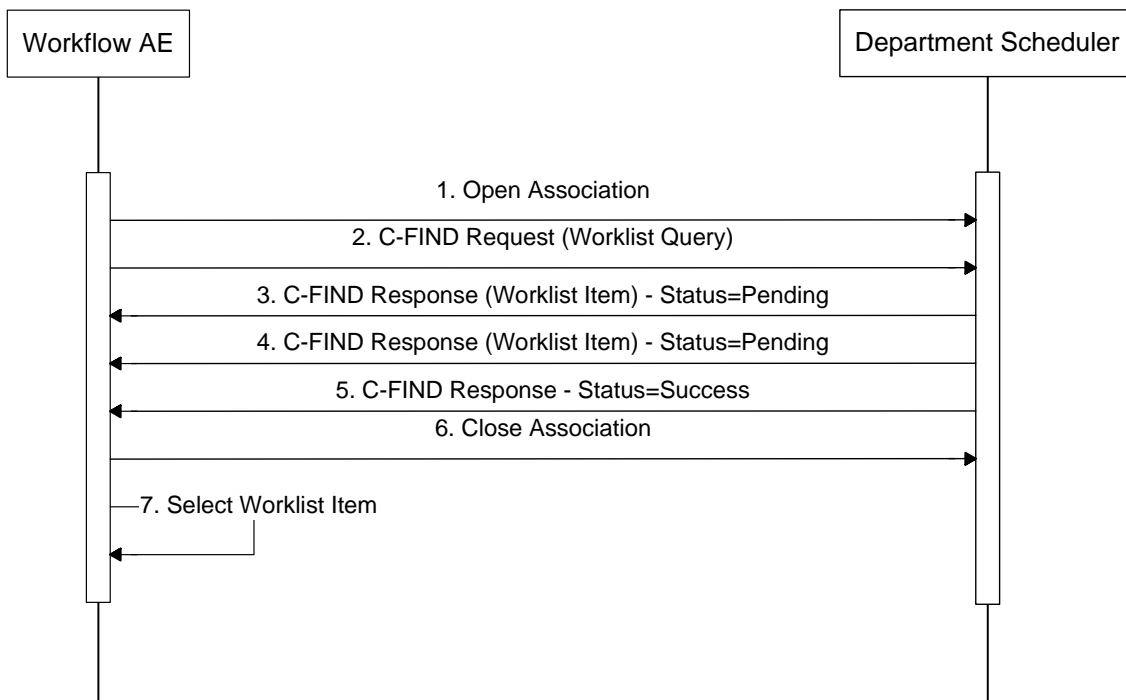 Workflow AE
Department Scheduler
1. Open Association
2. C-FIND Request (Worklist Query)
3. C-FIND Response (Worklist Item) - Status=Pending
4. C-FIND Response (Worklist Item) - Status=Pending
5. C-FIND Response - Status=Success
6. Close Association
7. Select Worklist Item